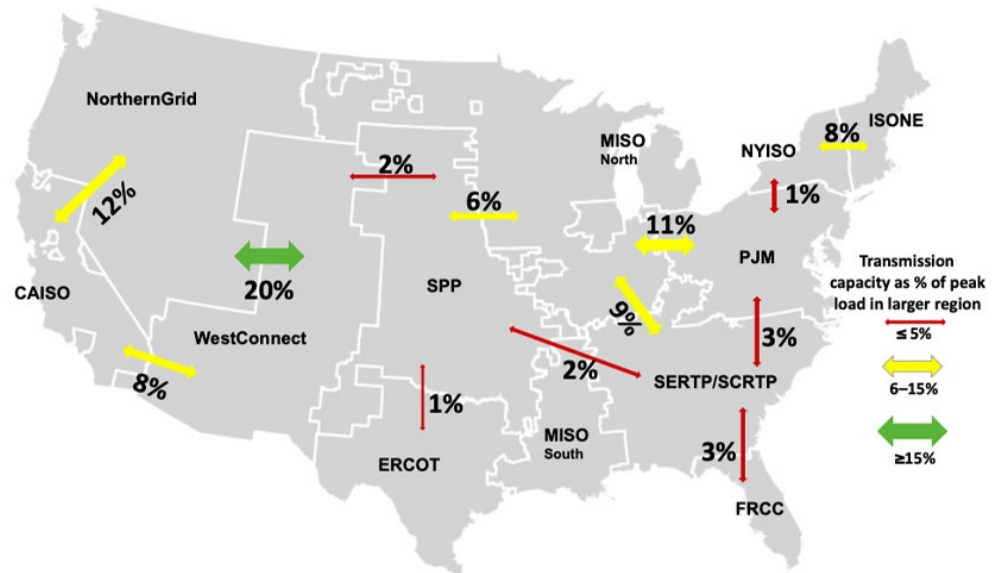 NorthernGrid
MISO
North
ISONE
8%
NYISO
2%
1%
12%
6%
11%
PJM
Transmission
capacity as % of peak
load in larger region
≤ 5%
CAISO
20%
SPP
9%
WestConnect
3%
6–15%
8%
2%
SERTP/SCRTP
1%
MISO
South
3%
≥15%
ERCOT
FRCC